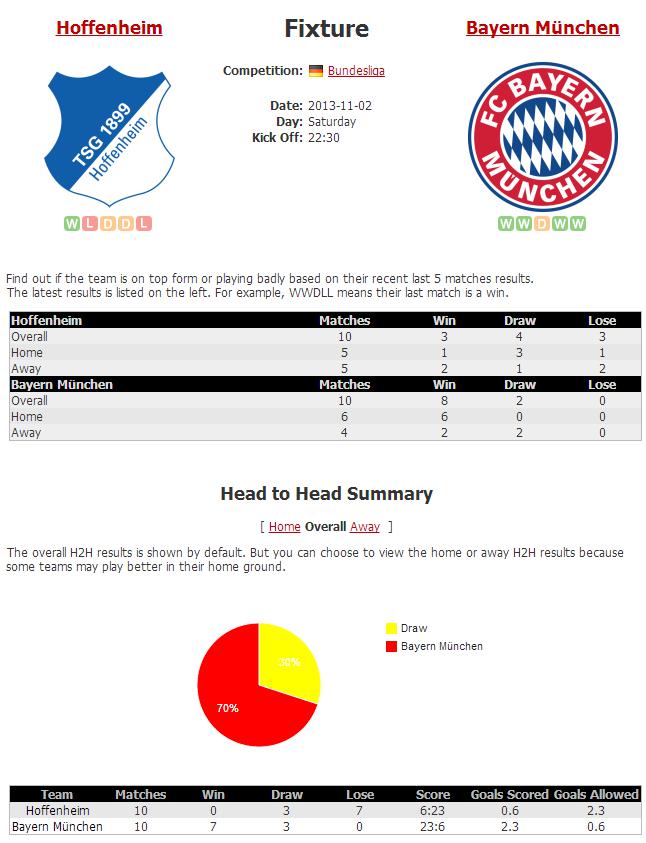 Hoffenheim
Fixture
Bayern München
TSG 1899
Hoffenheim
Competition: Bundesliga
Date: 2013-11-02
Day: Saturday
Kick Off: 22:30
FC BAYERN
MÜNCHEN
W L D D L
W W D W W
Find out if the team is on top form or playing badly based on their recent last 5 matches results.
The latest results is listed on the left. For example, WWDLL means their last match is a win.
Hoffenheim Matches Win Draw Lose
Overall 10 3 4 3
Home 5 1 3 1
Away 5 2 1 2
Bayern München Matches Win Draw Lose
Overall 10 8 2 0
Home 6 6 0 0
Away 4 2 2 0
Head to Head Summary
[ Home Overall Away ]
The overall H2H results is shown by default. But you can choose to view the home or away H2H results because
some teams may play better in their home ground.
Draw
Bayern München
30%
70%
Team Matches Win Draw Lose Score Goals Scored Goals Allowed
Hoffenheim 10 0 3 7 6:23 0.6 2.3
Bayern München 10 7 3 0 23:6 2.3 0.6